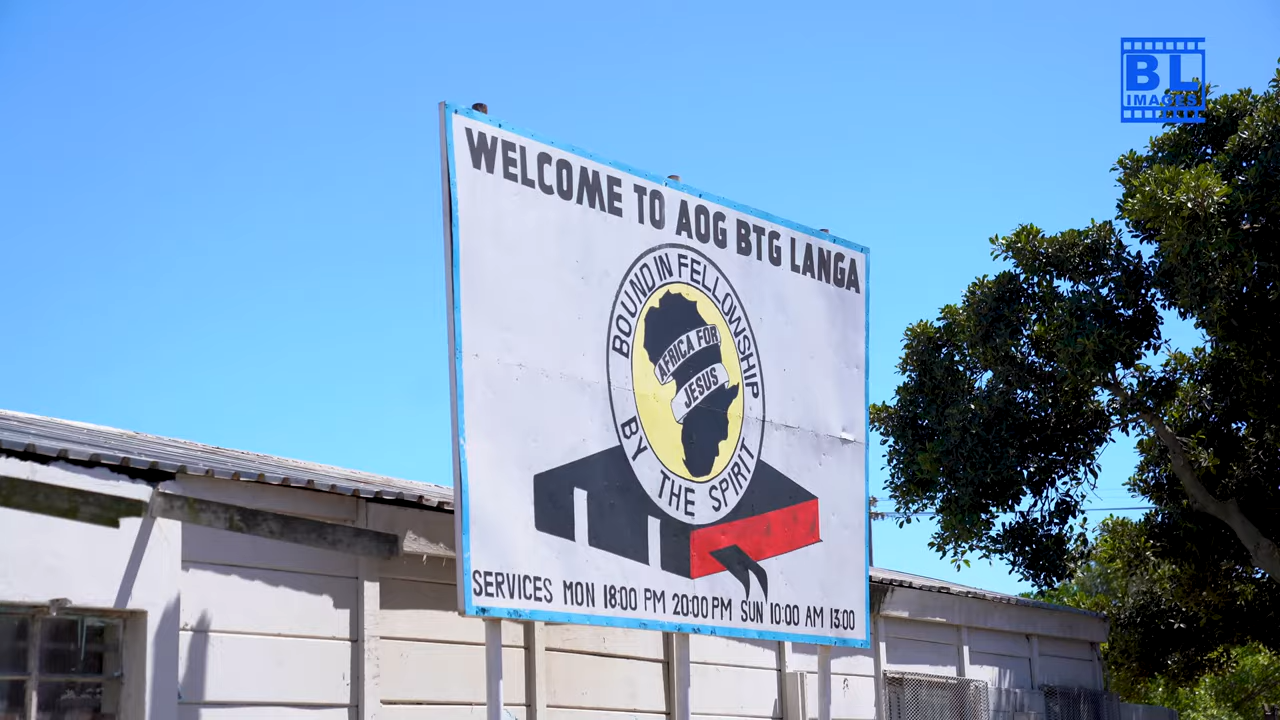 BL
IMAGES
WELCOME TO AOG BTG LANGA
BOUND IN FELLOWSHIP
AFRICA FOR
JESUS
BY THE SPIRIT
SERVICES MON 18:00 PM 20:00 PM SUN 10:00 AM 13:00